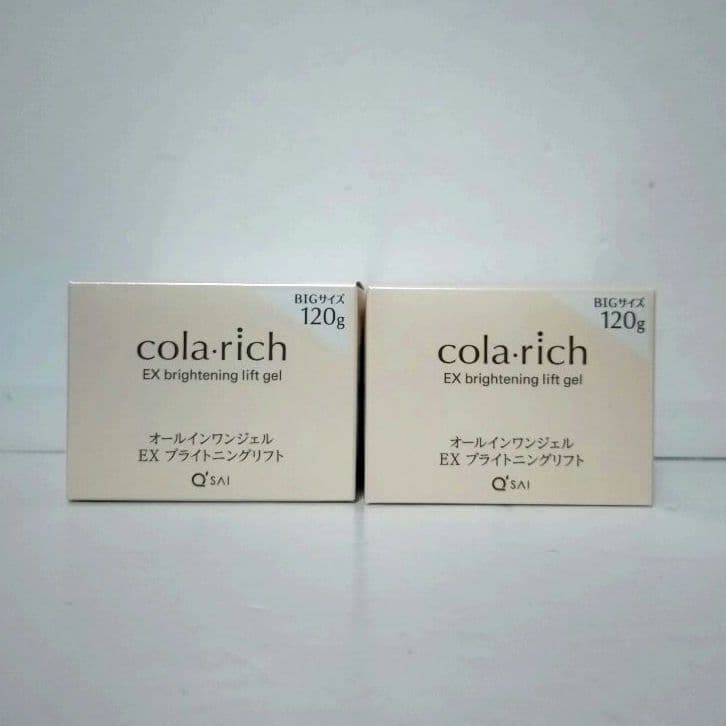 BIGサイズ
120g
cola·rich
EX brightening lift gel
オールインワンジェル
EX ブライトニングリフト
Q'SAI
BIGサイズ
120g
cola·rich
EX brightening lift gel
オールインワンジェル
EX ブライトニングリフト
Q'SAI